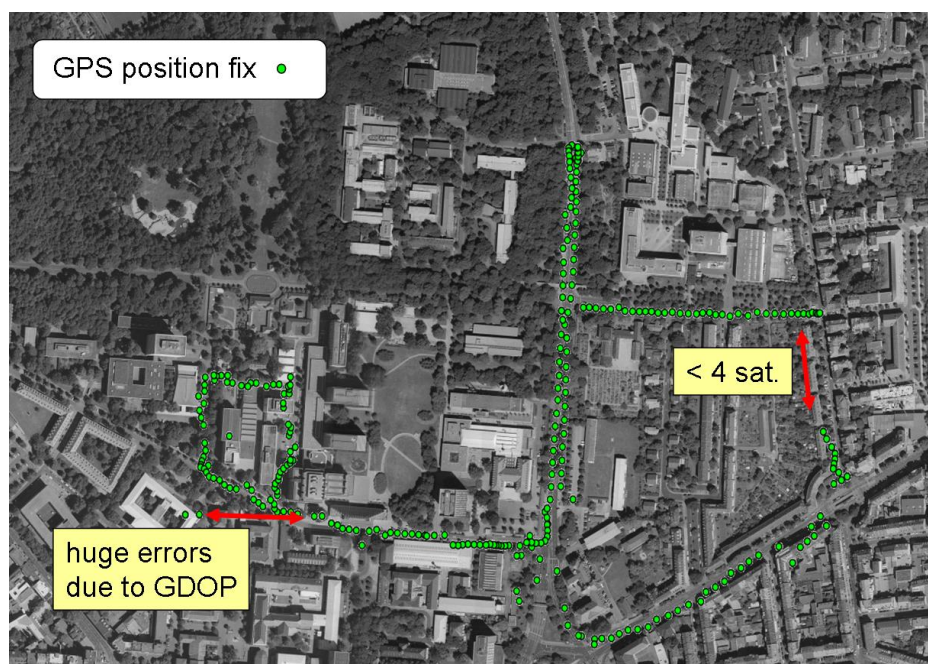 GPS position fix
< 4 sat.
huge errors
due to GDOP